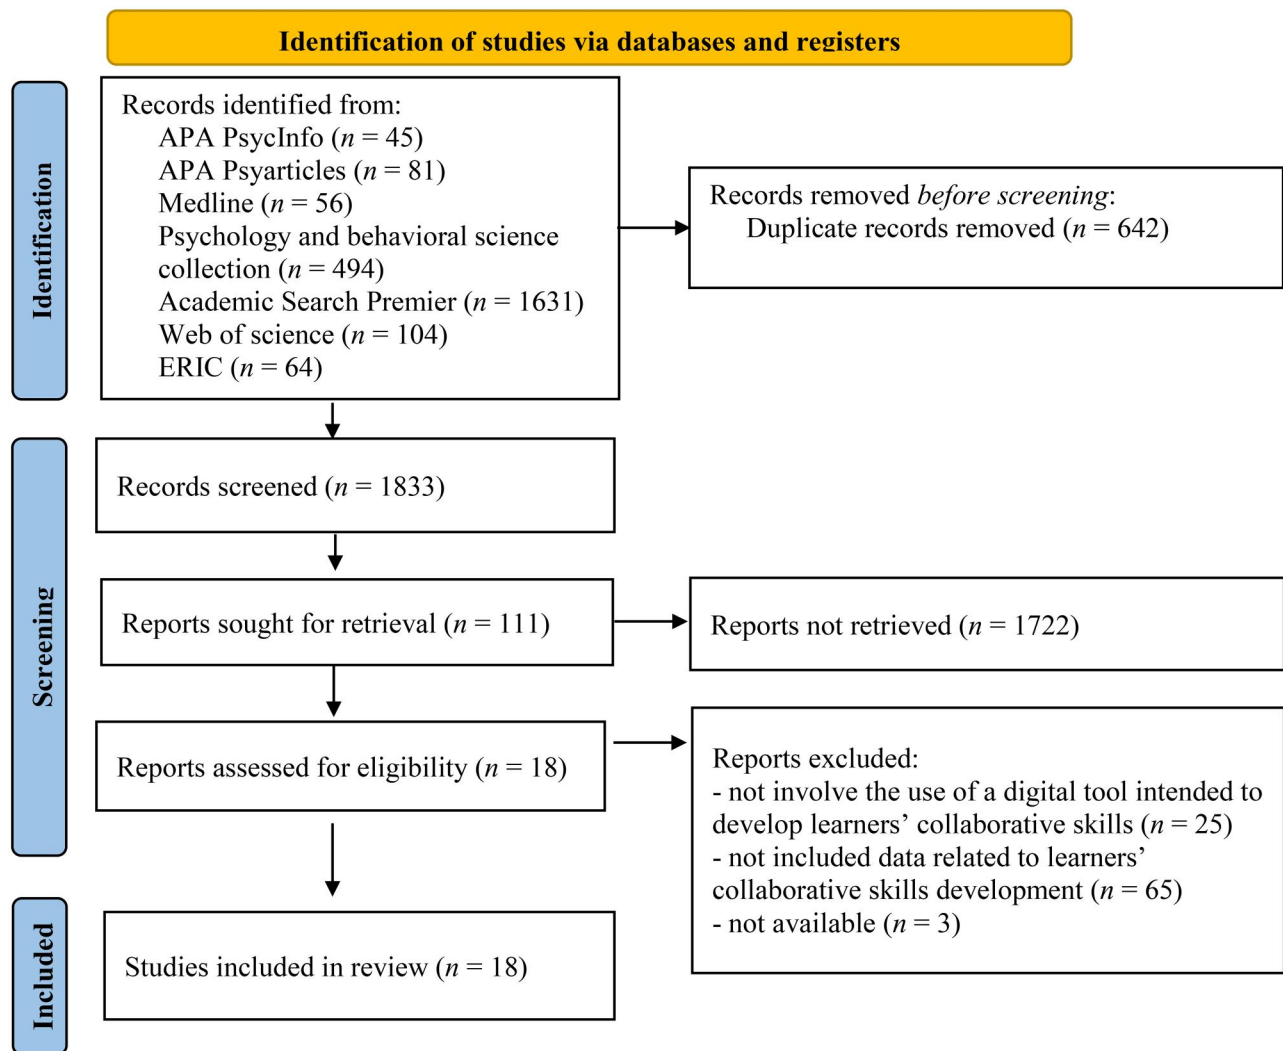 Identification of studies via databases and registers
Identification
Records identified from:
APA PsycInfo (n = 45)
APA Psyarticles (n = 81)
Medline (n = 56)
Psychology and behavioral science
collection (n = 494)
Academic Search Premier (n = 1631)
Web of science (n = 104)
ERIC (n = 64)
Records removed before screening:
Duplicate records removed (n = 642)
Screening
Records screened (n = 1833)
Reports sought for retrieval (n = 111)
Reports not retrieved (n = 1722)
Reports assessed for eligibility (n = 18)
Reports excluded:
- not involve the use of a digital tool intended to
develop learners’ collaborative skills (n = 25)
- not included data related to learners’
collaborative skills development (n = 65)
- not available (n = 3)
Included
Studies included in review (n = 18)